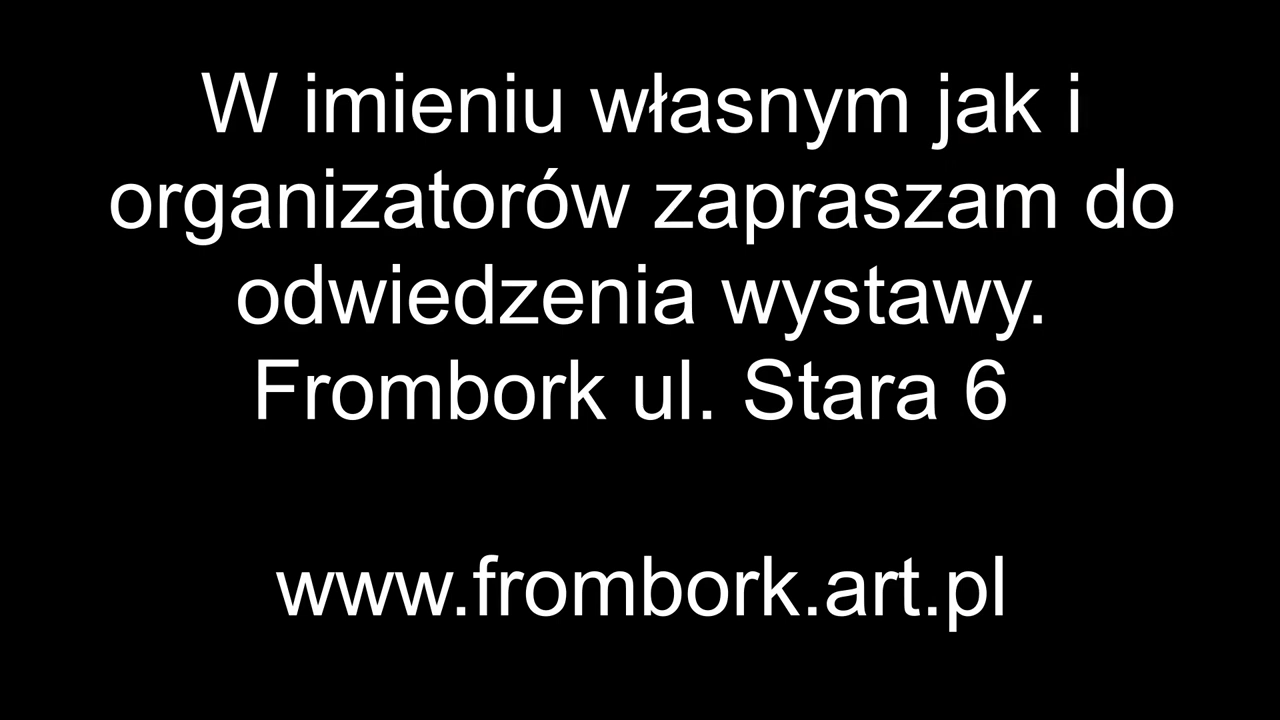 W imieniu własnym jak i
organizatorów zapraszam do
odwiedzenia wystawy.
Frombork ul. Stara 6
www.frombork.art.pl